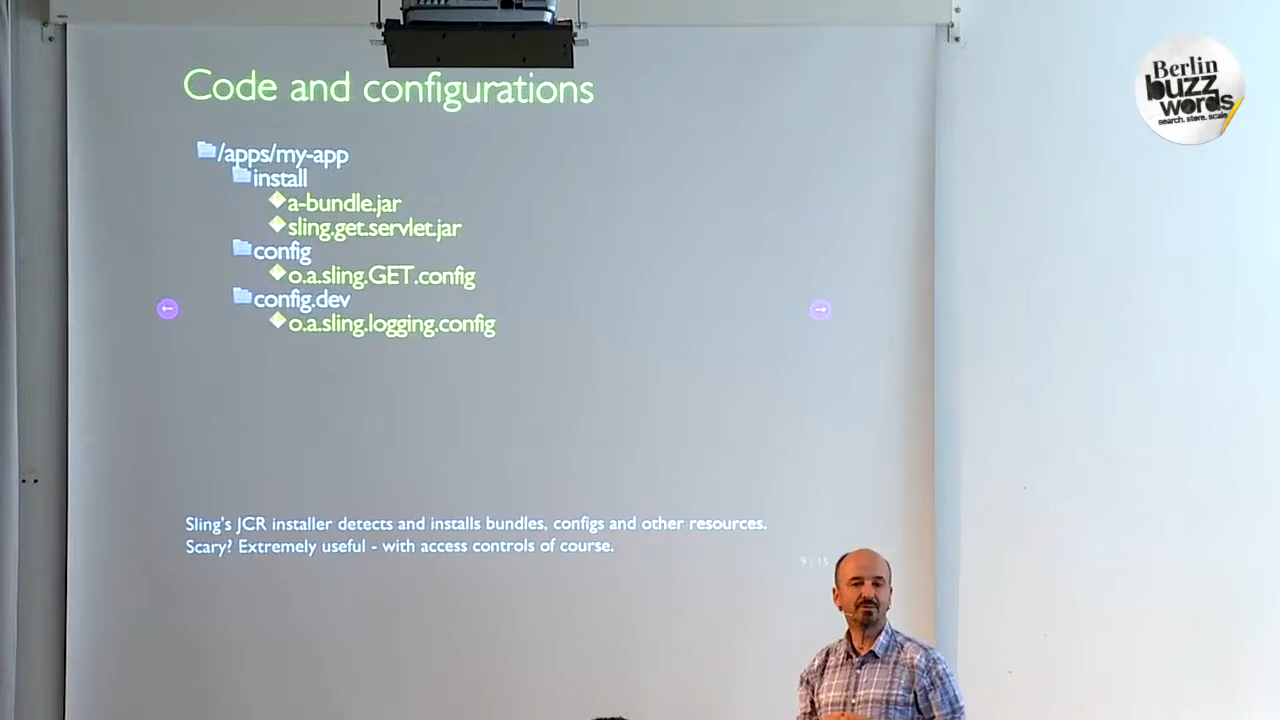 Code and configurations
/apps/my-app
install
a-bundle.jar
sling.get.servlet.jar
config
o.a.sling.GET.config
config.dev
o.a.sling.logging.config
Sling's JCR installer detects and installs bundles, configs and other resources.
Scary? Extremely useful - with access controls of course.
9 / 15
Berlin
buzz
words
search. store. scale